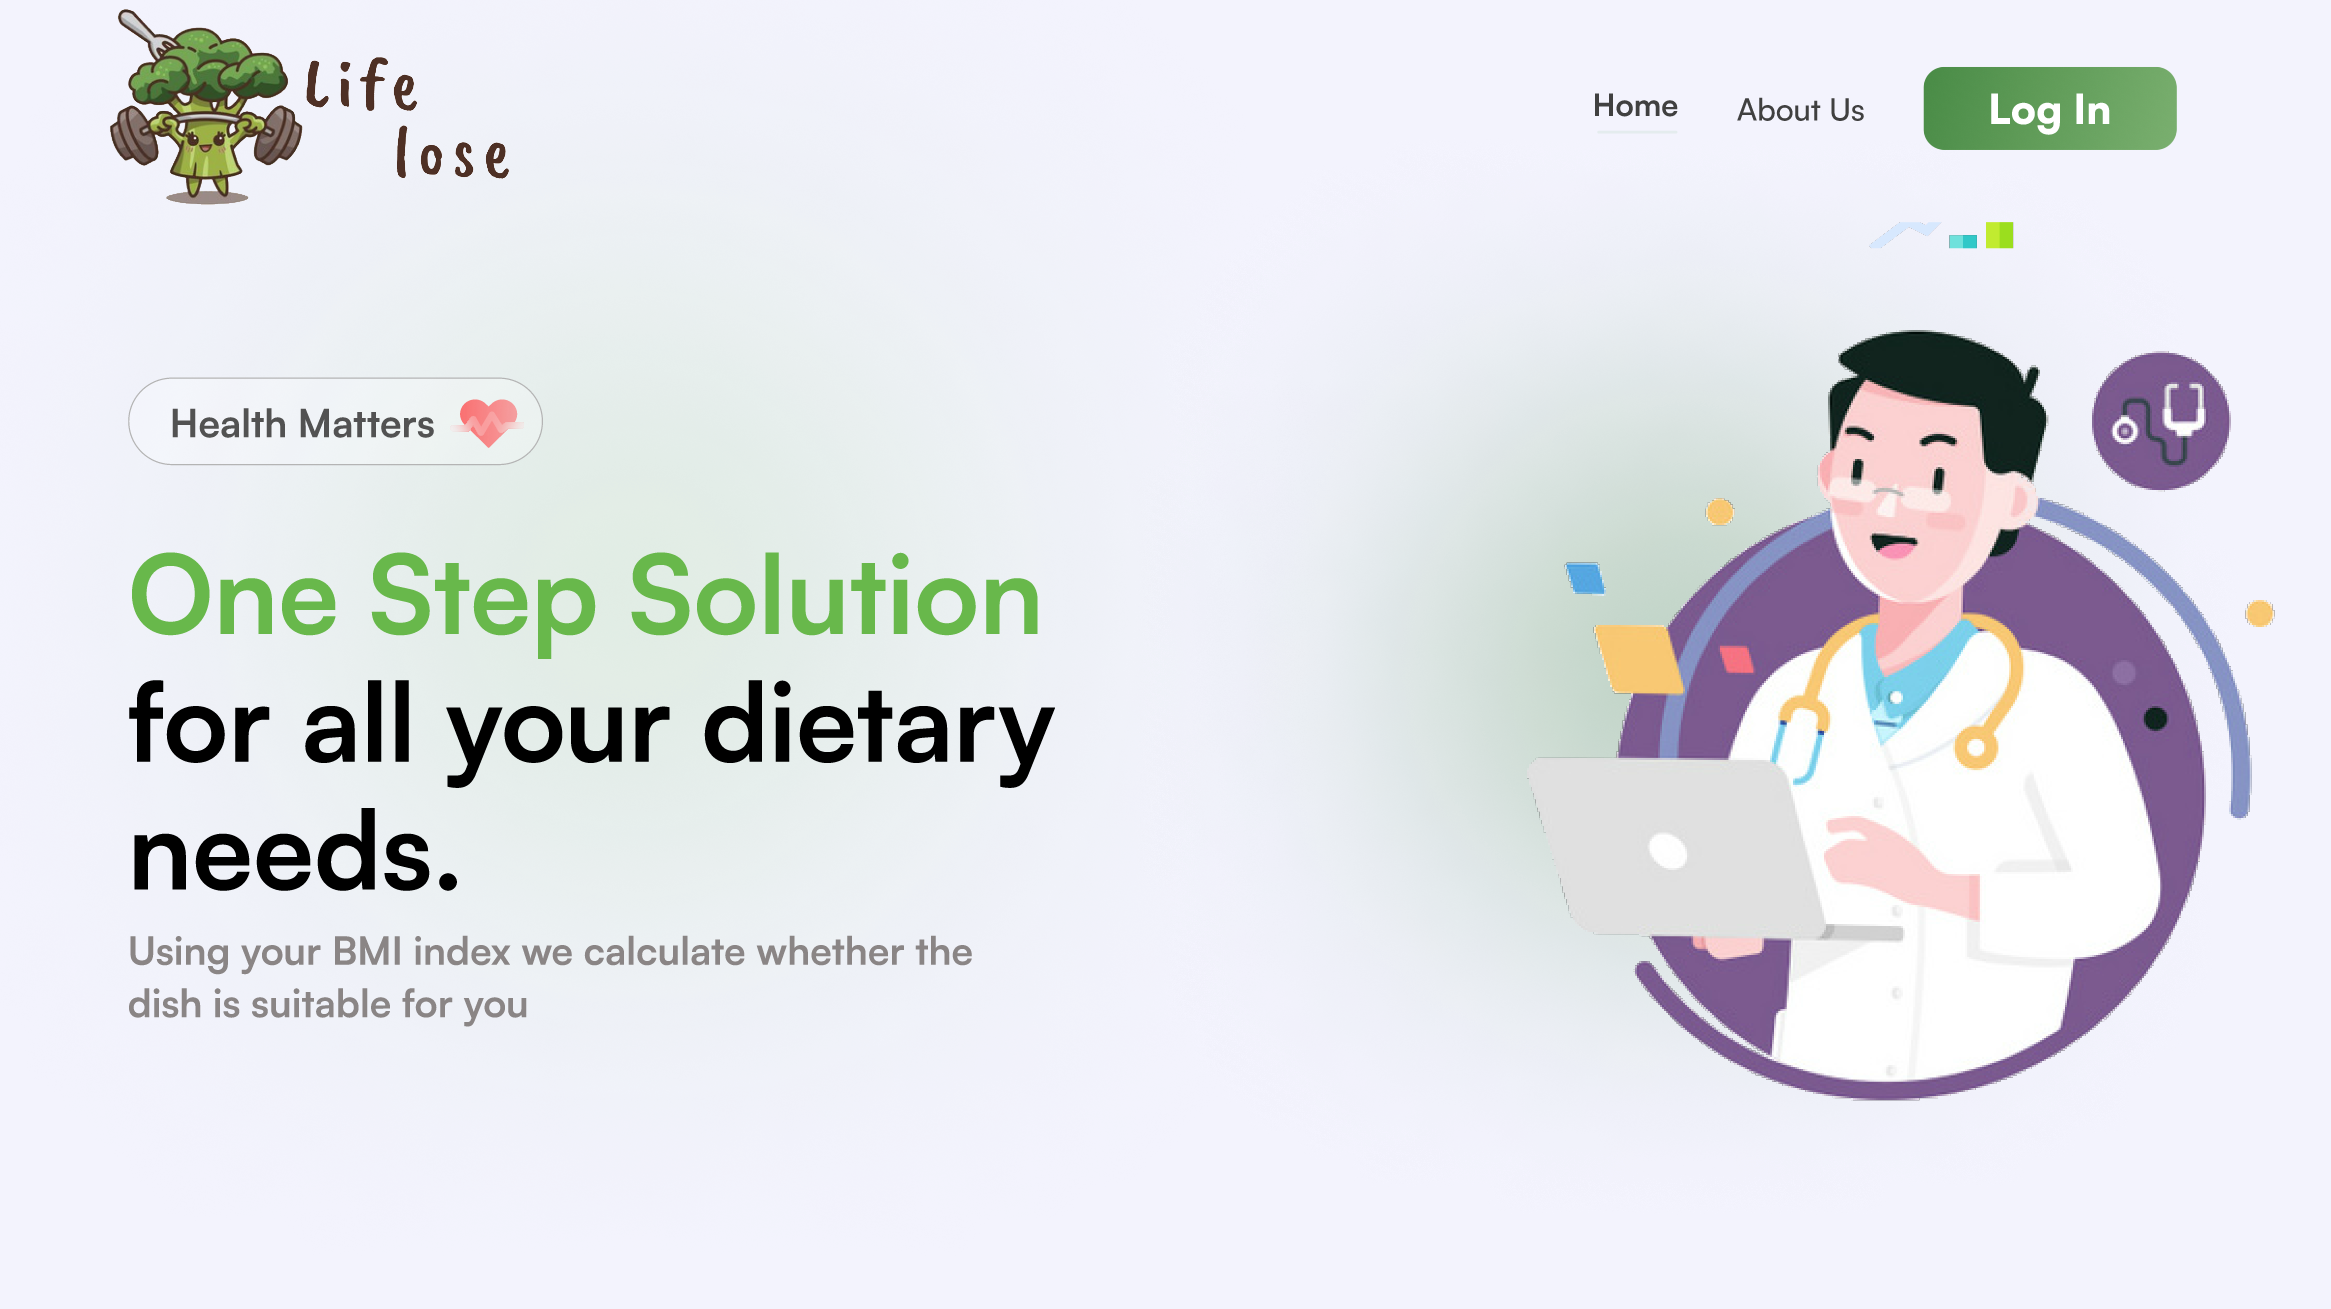 Life
lose
Home
About Us
Log In
Health Matters
One Step Solution
for all your dietary
needs.
Using your BMI index we calculate whether the
dish is suitable for you